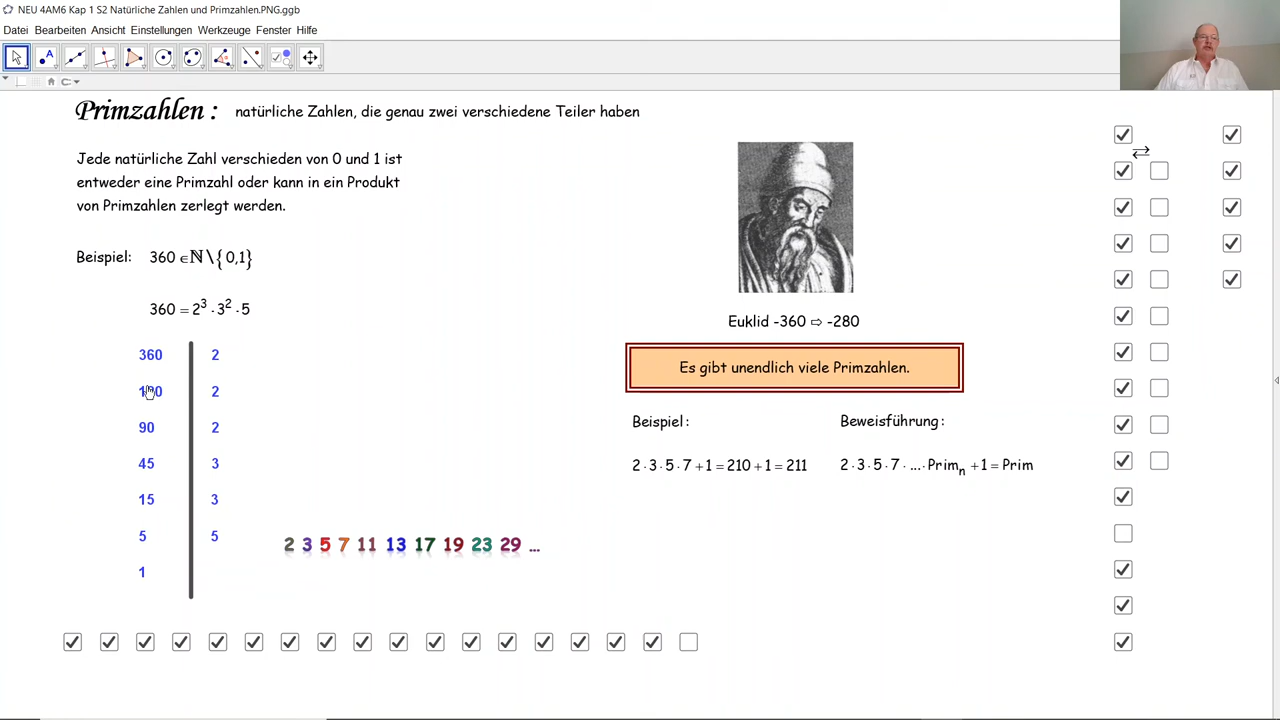 NEU 4AM6 Kap 1 S2 Natürliche Zahlen und Primzahlen.PNG.ggb
Datei Bearbeiten Ansicht Einstellungen Werkzeuge Fenster Hilfe
Primzahlen : natürliche Zahlen, die genau zwei verschiedene Teiler haben
Jede natürliche Zahl verschieden von 0 und 1 ist
entweder eine Primzahl oder kann in ein Produkt
von Primzahlen zerlegt werden.
Beispiel: 360 ∈ ℕ \ { 0,1}
360 = 2³ · 3² · 5
360 2
180 2
90 2
45 3
15 3
5 5
1
2 3 5 7 11 13 17 19 23 29 ...
Euklid -360 ⇨ -280
Es gibt unendlich viele Primzahlen.
Beispiel :
2 · 3 · 5 · 7 + 1 = 210 + 1 = 211
Beweisführung :
2 · 3 · 5 · 7 · ... · Primₙ + 1 = Prim